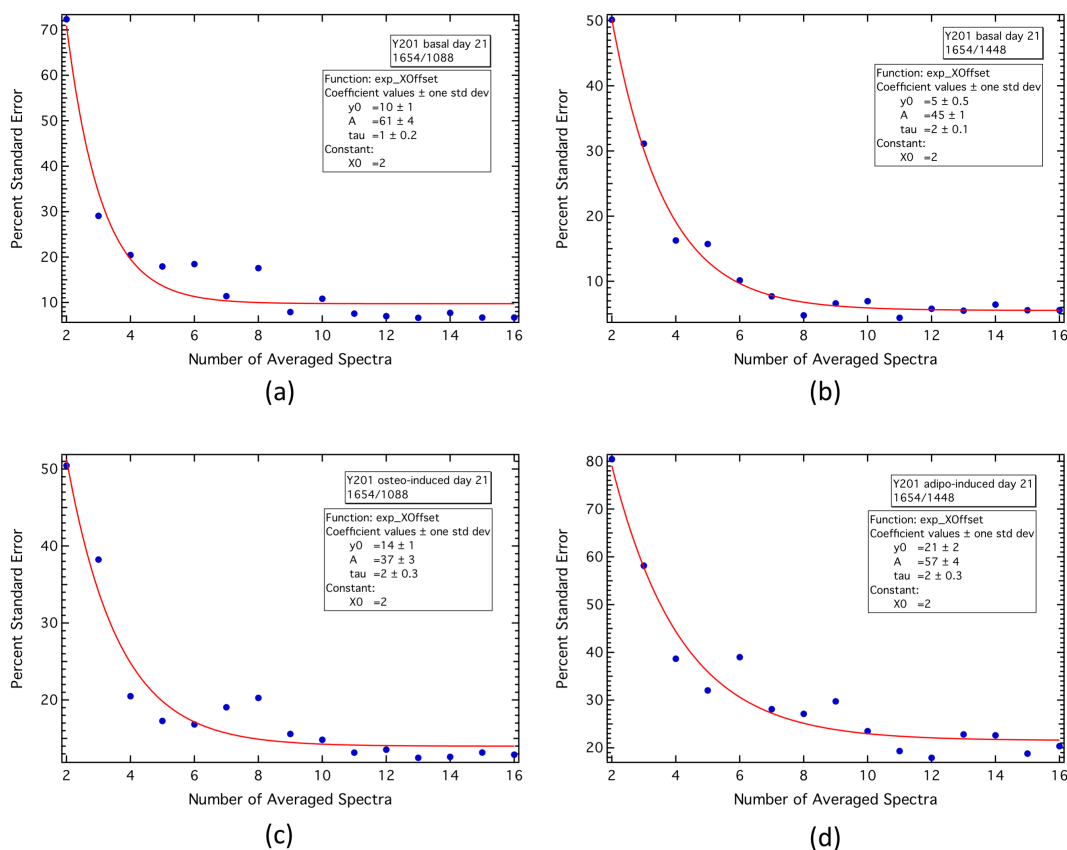 Y201 basal day 21
1654/1088
Function: exp_XOffset
Coefficient values ± one std dev
y0 =10 ± 1
A =61 ± 4
tau =1 ± 0.2
Constant:
X0 =2
Percent Standard Error
70
60
50
40
30
20
10
2 4 6 8 10 12 14 16
Number of Averaged Spectra
(a)
Y201 basal day 21
1654/1448
Function: exp_XOffset
Coefficient values ± one std dev
y0 =5 ± 0.5
A =45 ± 1
tau =2 ± 0.1
Constant:
X0 =2
Percent Standard Error
50
40
30
20
10
2 4 6 8 10 12 14 16
Number of Averaged Spectra
(b)
Y201 osteo-induced day 21
1654/1088
Function: exp_XOffset
Coefficient values ± one std dev
y0 =14 ± 1
A =37 ± 3
tau =2 ± 0.3
Constant:
X0 =2
Percent Standard Error
50
40
30
20
2 4 6 8 10 12 14 16
Number of Averaged Spectra
(c)
Y201 adipo-induced day 21
1654/1448
Function: exp_XOffset
Coefficient values ± one std dev
y0 =21 ± 2
A =57 ± 4
tau =2 ± 0.3
Constant:
X0 =2
Percent Standard Error
80
70
60
50
40
30
20
2 4 6 8 10 12 14 16
Number of Averaged Spectra
(d)